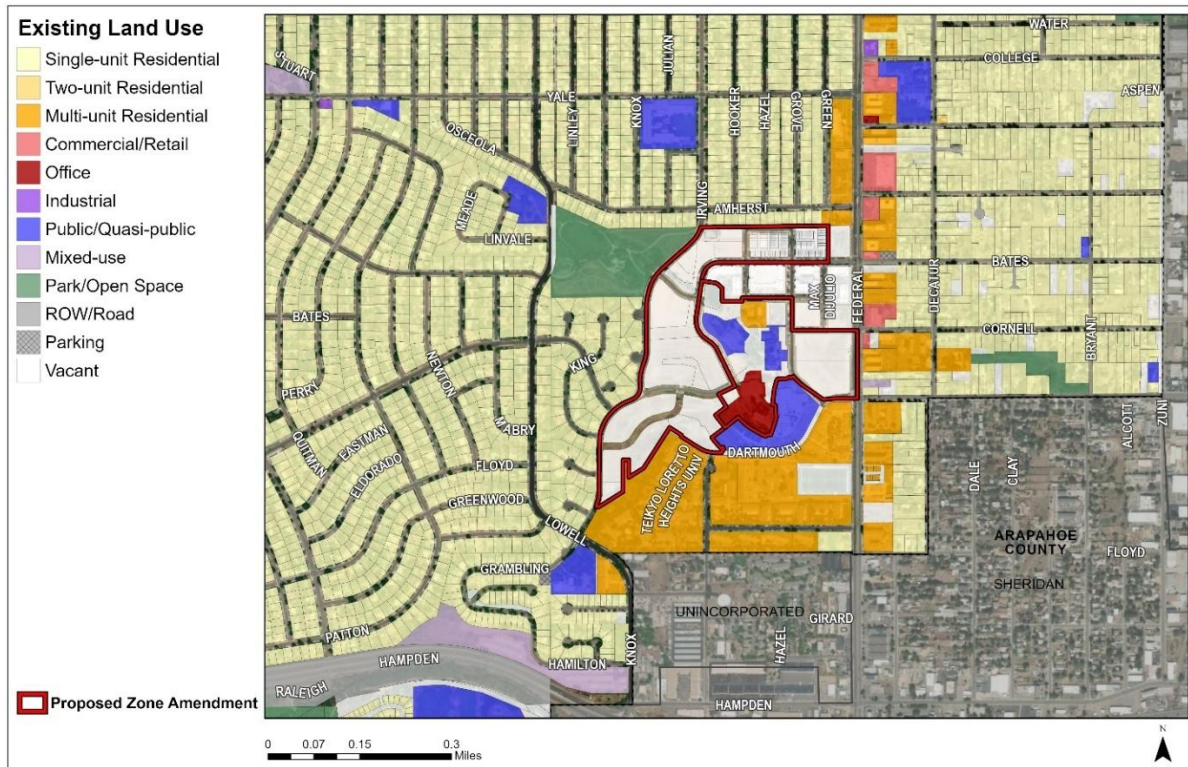 Existing Land Use
Single-unit Residential
Two-unit Residential
Multi-unit Residential
Commercial/Retail
Office
Industrial
Public/Quasi-public
Mixed-use
Park/Open Space
ROW/Road
Parking
Vacant
Proposed Zone Amendment
STUART
JULIAN
WATER
COLLEGE
ASPEN
YALE
KNOX
LINLEY
HOOKER
HAZEL
GROVE
GREEN
OSCEOLA
MEADE
LINVALE
IRVING
AMHERST
BATES
BATES
MAX
DWULIO
FEDERAL
DECATUR
CORNELL
BRYANT
KING
PERRY
NEWTON
MABRY
QUITMAN
EASTMAN
ELDORADO
FLOYD
GREENWOOD
DARTMOUTH
TEIKYO LORETTO
HEIGHTS UNIV
LOWELL
ALCOTT
ZUNI
DALE
CLAY
ARAPAHOE
COUNTY
FLOYD
SHERIDAN
GRAMBLING
UNINCORPORATED
GIRARD
PATTON
HAMPDEN
HAMILTON
KNOX
HAZEL
RALEIGH
HAMPDEN
0 0.07 0.15 0.3
Miles
N